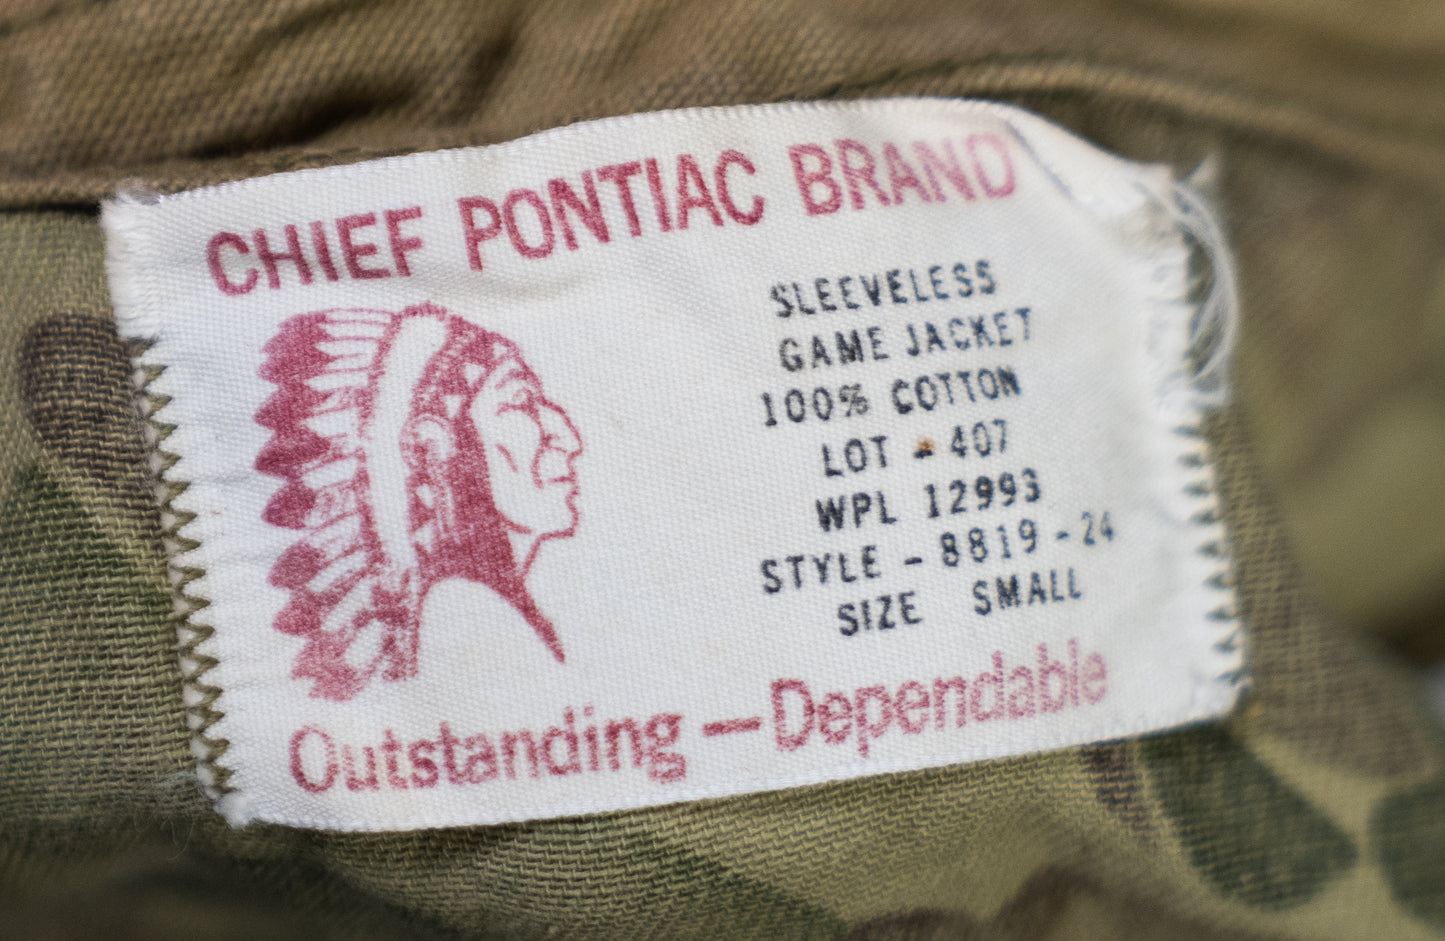 CHIEF PONTIAC BRAND
SLEEVELESS
GAME JACKET
100% COTTON
LOT - 407
WPL 12993
STYLE - 8819 - 24
SIZE SMALL
Outstanding — Dependable